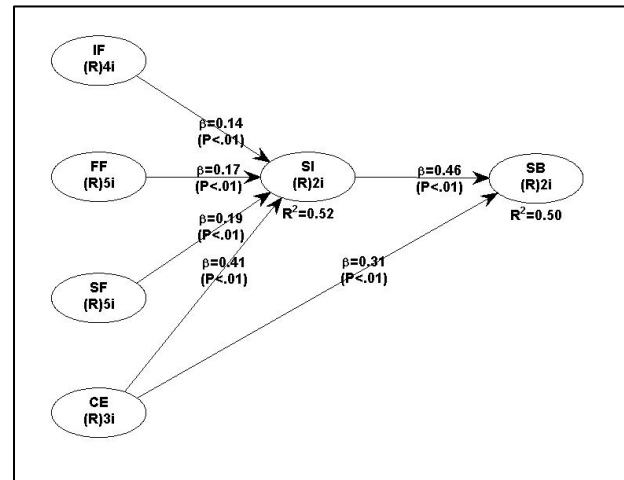 IF
(R)4i
β=0.14
(P<.01)
FF
(R)5i
β=0.17
(P<.01)
SI
(R)2i
R²=0.52
β=0.46
(P<.01)
SB
(R)2i
R²=0.50
β=0.19
(P<.01)
SF
(R)5i
β=0.41
(P<.01)
β=0.31
(P<.01)
CE
(R)3i